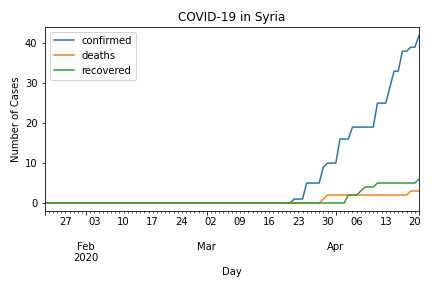 COVID-19 in Syria
confirmed
deaths
recovered
Number of Cases
40
30
20
10
0
27 03 10 17 24 02 09 16 23 30 06 13 20
Feb Mar Apr
2020
Day